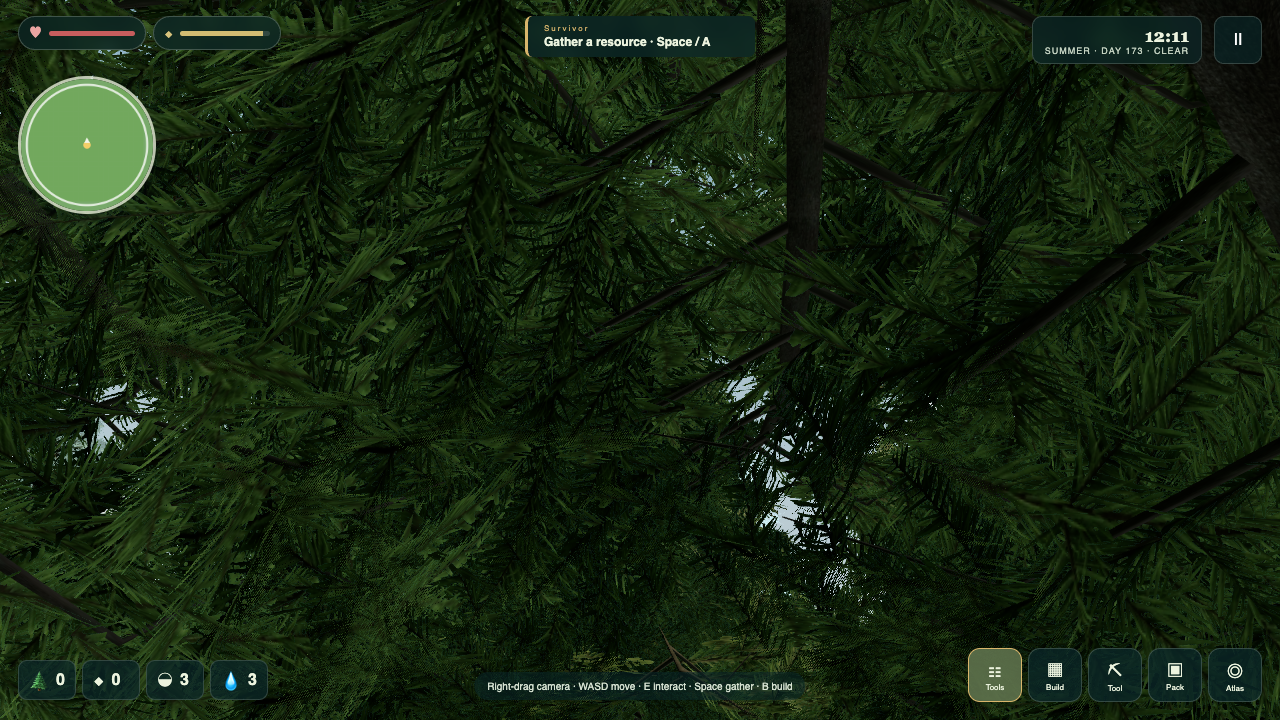 Survivor
Gather a resource · Space / A
12:11
SUMMER · DAY 173 · CLEAR
0
0
3
3
Right-drag camera · WASD move · E interact · Space gather · B build
Tools
Build
Tool
Pack
Atlas